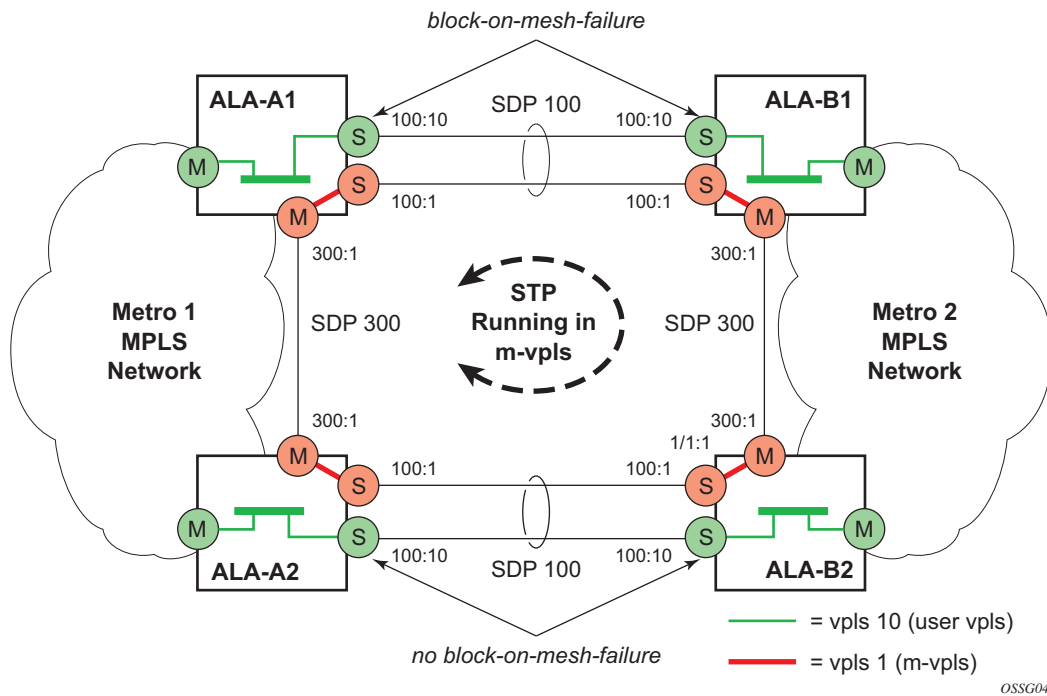 block-on-mesh-failure
ALA-A1
SDP 100
ALA-B1
100:10
100:10
S
S
M
M
S
S
100:1
100:1
M
M
300:1
300:1
Metro 1
MPLS
Network
SDP 300
STP
Running in
m-vpls
SDP 300
Metro 2
MPLS
Network
300:1
300:1
1/1:1
M
M
100:1
100:1
S
S
M
M
S
S
100:10
100:10
ALA-A2
SDP 100
ALA-B2
= vpls 10 (user vpls)
no block-on-mesh-failure
= vpls 1 (m-vpls)
OSSG04